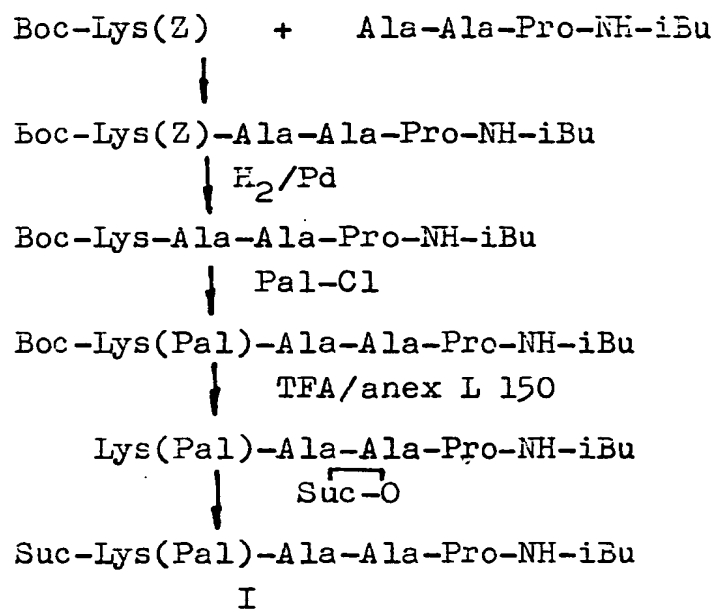 Boc-Lys(Z) + Ala-Ala-Pro-NH-iBu
Boc-Lys(Z)-Ala-Ala-Pro-NH-iBu
H2/Pd
Boc-Lys-Ala-Ala-Pro-NH-iBu
Pal-Cl
Boc-Lys(Pal)-Ala-Ala-Pro-NH-iBu
TFA/anex L 150
Lys(Pal)-Ala-Ala-Pro-NH-iBu
Suc-O
Suc-Lys(Pal)-Ala-Ala-Pro-NH-iBu
I